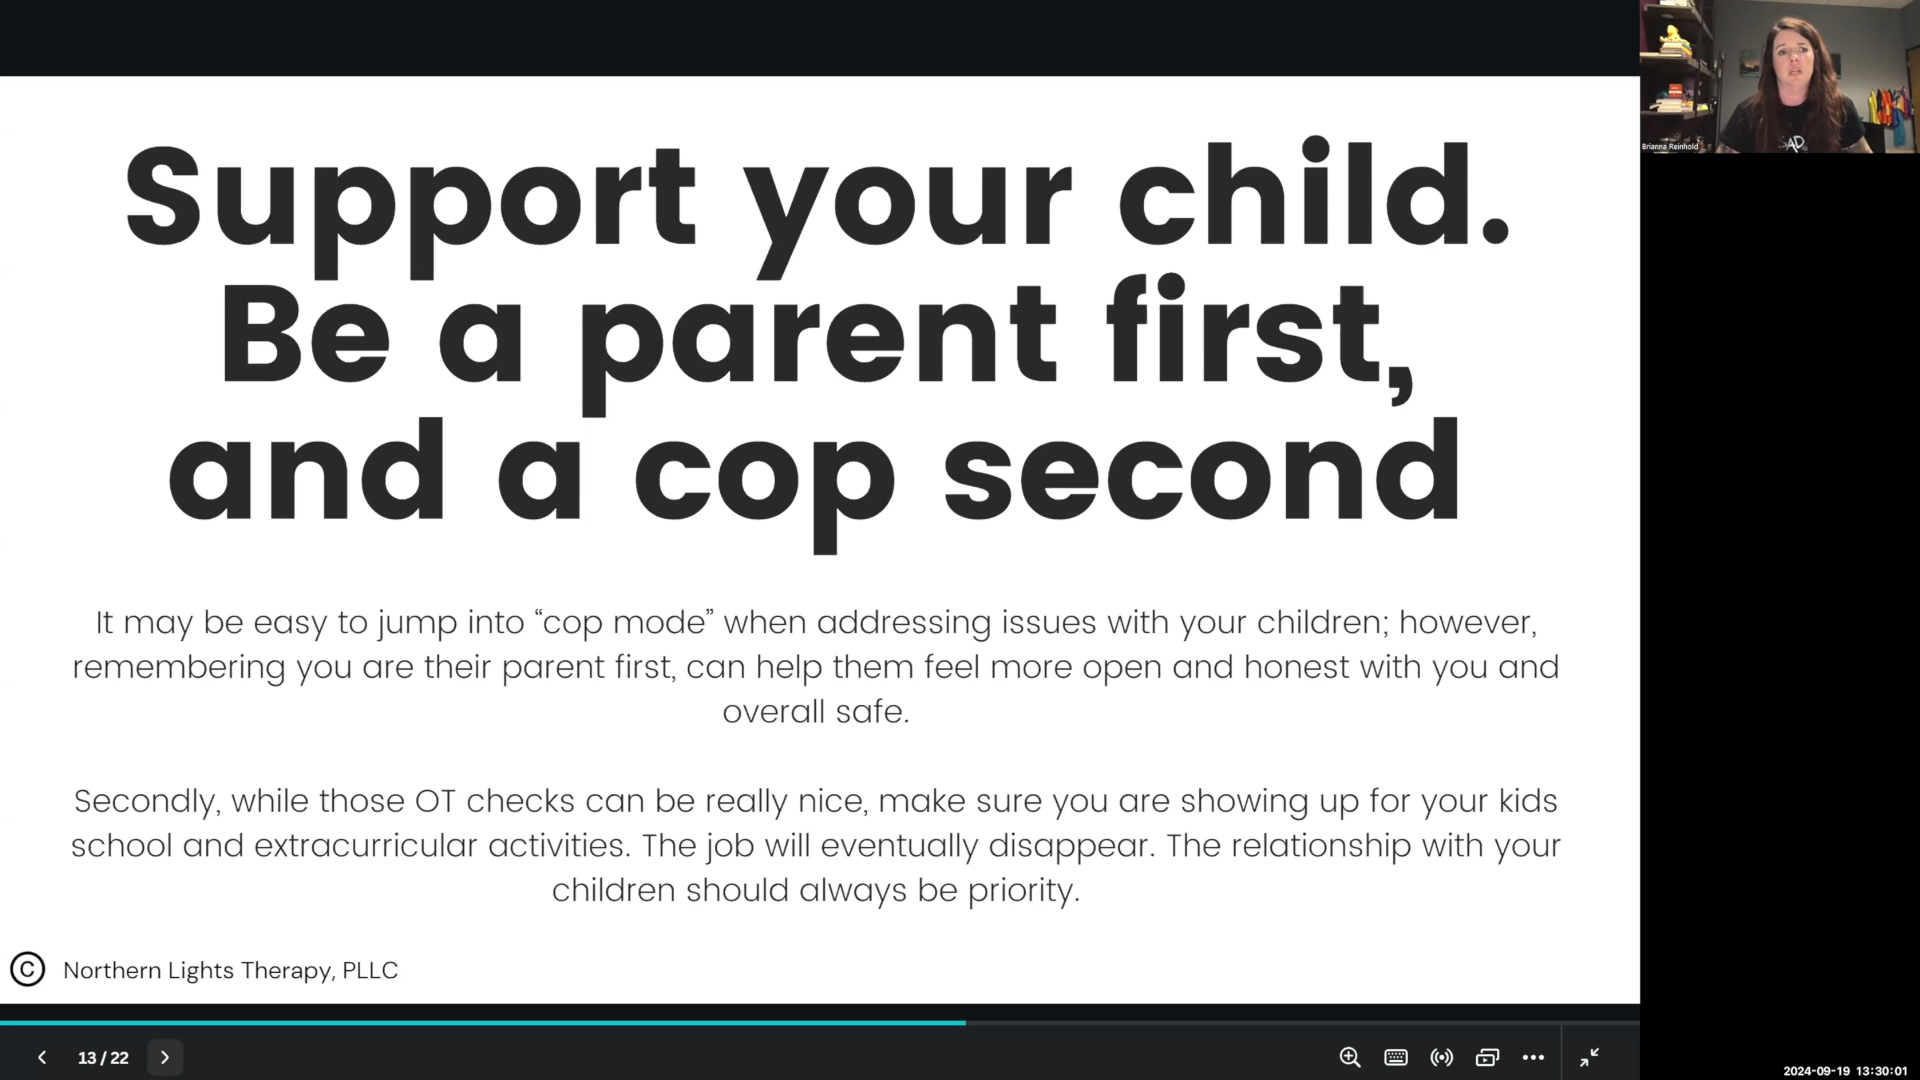 Support your child.
Be a parent first,
and a cop second
It may be easy to jump into “cop mode” when addressing issues with your children; however,
remembering you are their parent first, can help them feel more open and honest with you and
overall safe.
Secondly, while those OT checks can be really nice, make sure you are showing up for your kids
school and extracurricular activities. The job will eventually disappear. The relationship with your
children should always be priority.
© Northern Lights Therapy, PLLC
13 / 22
Brianna Reinhold
2024-09-19 13:30:01